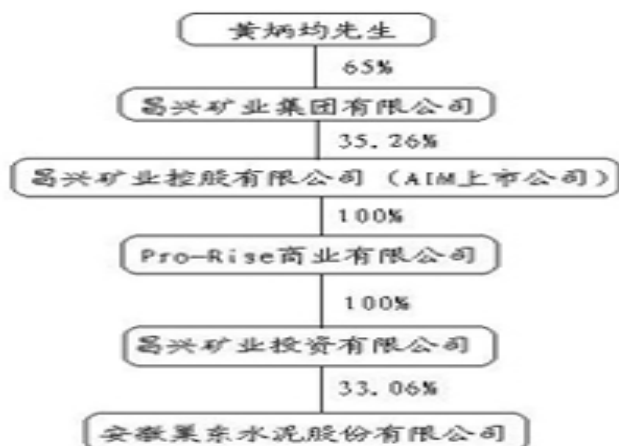 黄炳均先生
65%
昌兴矿业集团有限公司
35.26%
昌兴矿业控股有限公司（AIM上市公司）
100%
Pro-Rise商业有限公司
100%
昌兴矿业投资有限公司
33.06%
安徽巢东水泥股份有限公司